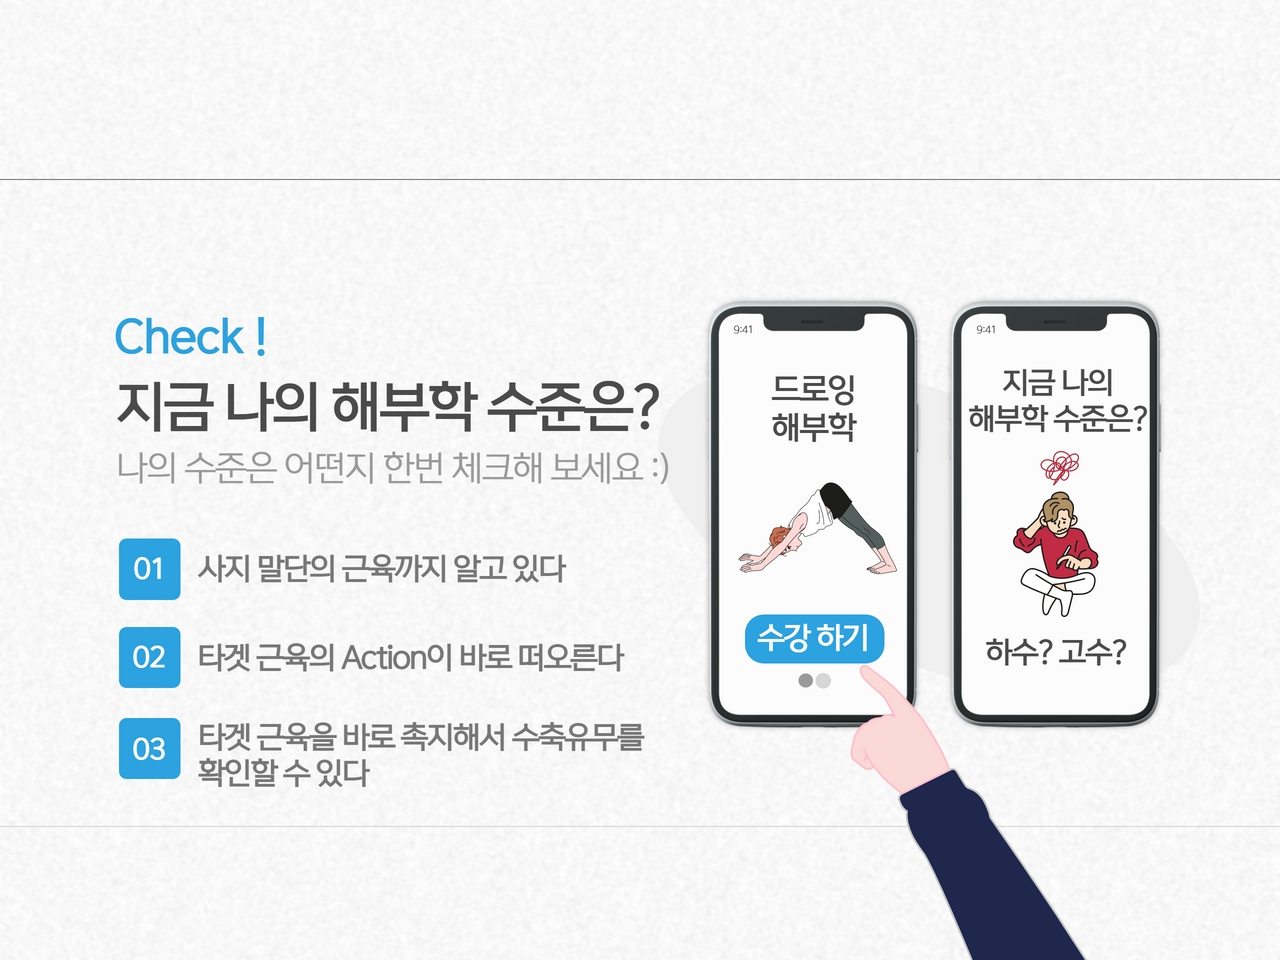 Check !
지금 나의 해부학 수준은?
나의 수준은 어떤지 한번 체크해 보세요 :)
01 사지 말단의 근육까지 알고 있다
02 타겟 근육의 Action이 바로 떠오른다
03 타겟 근육을 바로 촉지해서 수축유무를
확인할 수 있다
9:41
드로잉
해부학
수강 하기
9:41
지금 나의
해부학 수준은?
하수? 고수?